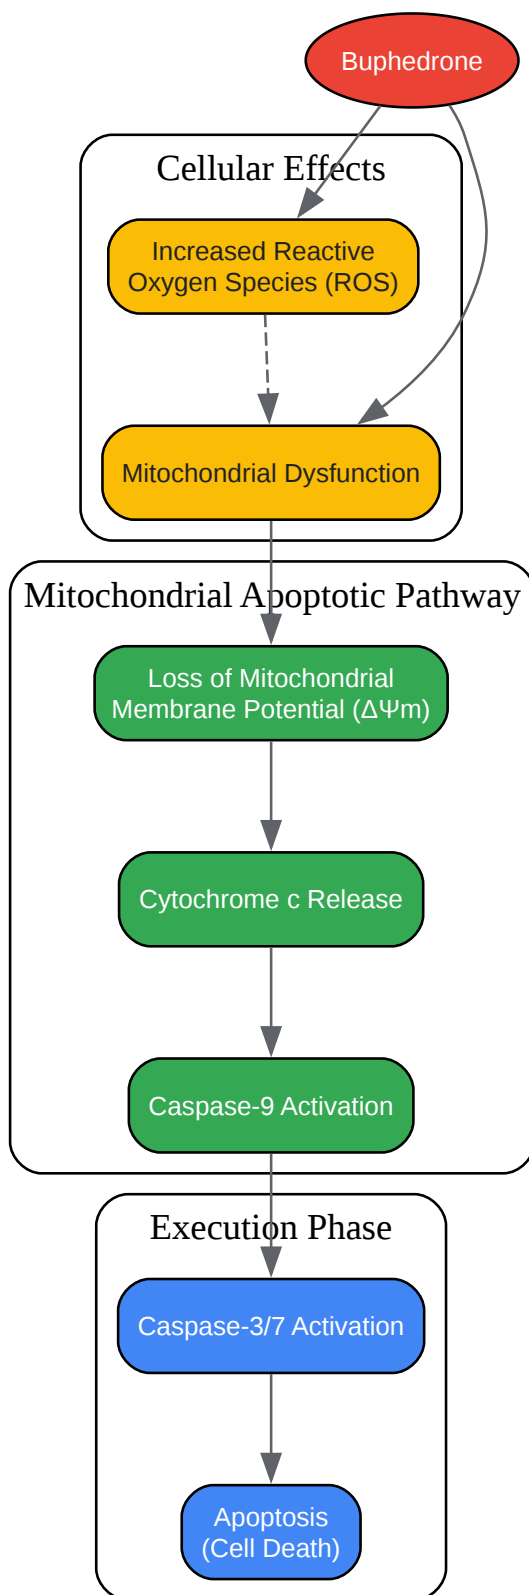 Buphedrone
Cellular Effects
Increased Reactive
Oxygen Species (ROS)
Mitochondrial Dysfunction
Mitochondrial Apoptotic Pathway
Loss of Mitochondrial
Membrane Potential (ΔΨm)
Cytochrome c Release
Caspase-9 Activation
Execution Phase
Caspase-3/7 Activation
Apoptosis
(Cell Death)